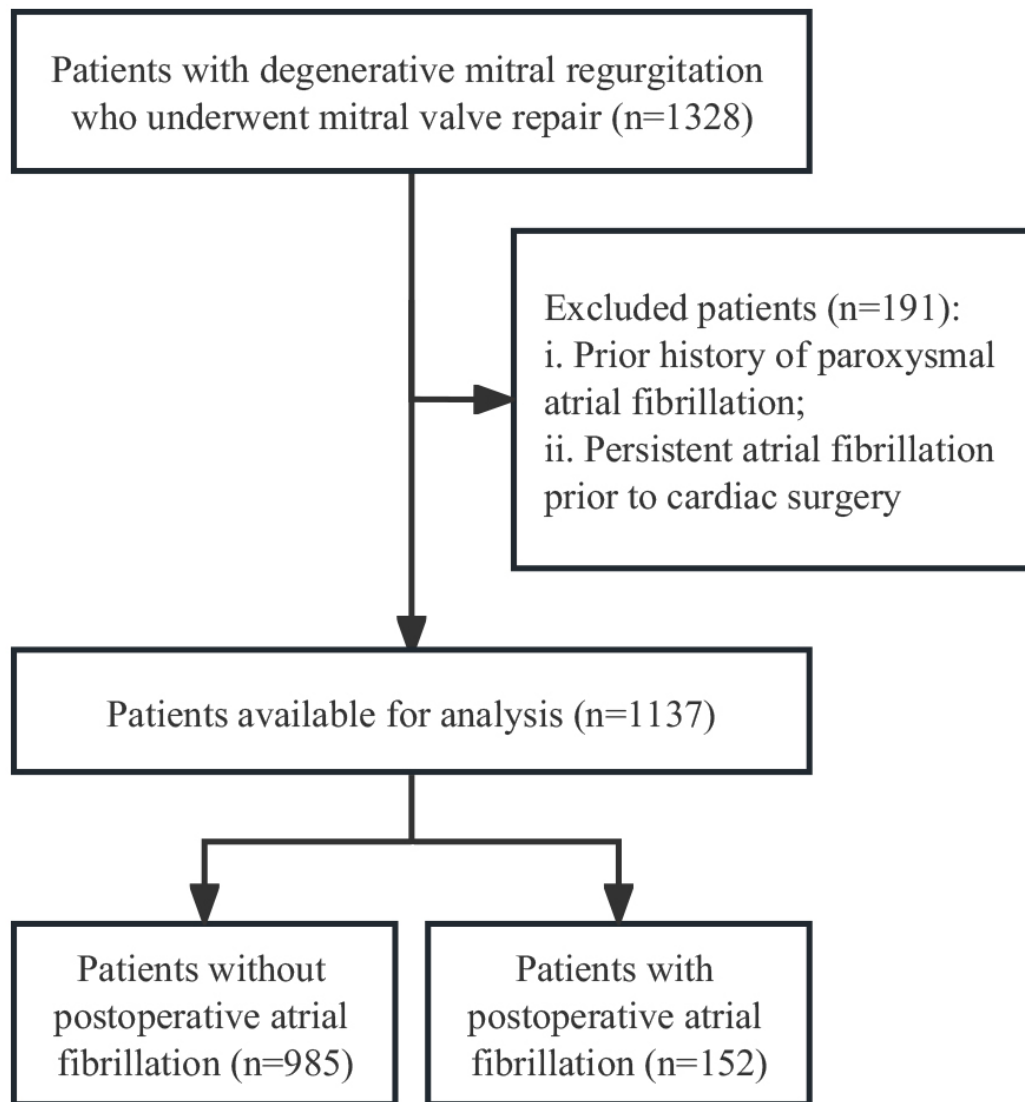 Patients with degenerative mitral regurgitation
who underwent mitral valve repair (n=1328)
Excluded patients (n=191):
i. Prior history of paroxysmal
atrial fibrillation;
ii. Persistent atrial fibrillation
prior to cardiac surgery
Patients available for analysis (n=1137)
Patients without
postoperative atrial
fibrillation (n=985)
Patients with
postoperative atrial
fibrillation (n=152)